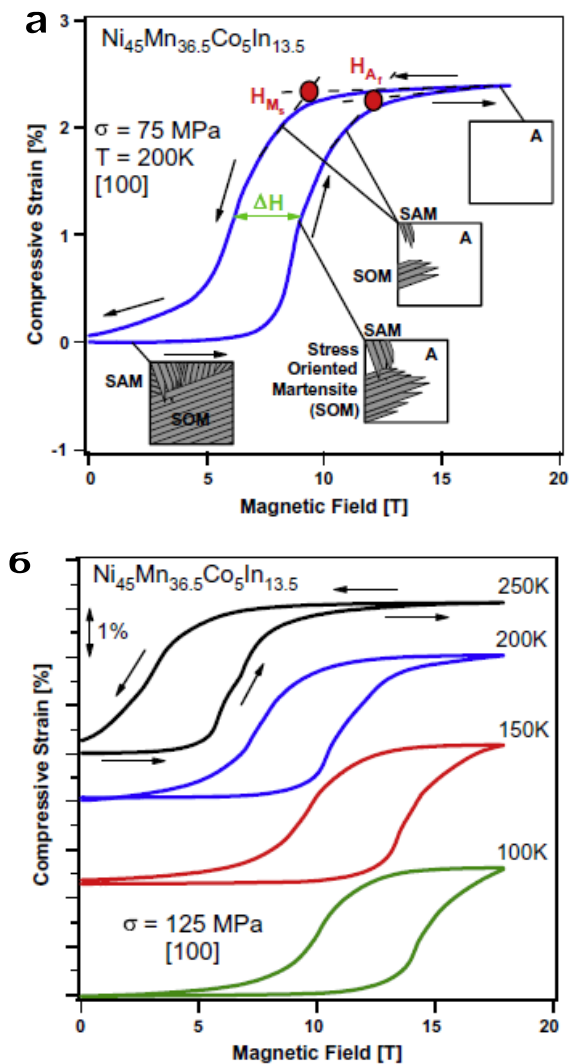 а
Ni₄₅Mn₃₆.₅Co₅In₁₃.₅
3
2
1
0
-1
Compressive Strain [%]
σ = 75 MPa
T = 200K
[100]
H_Ms
H_Af
ΔH
A
SAM
A
SOM
SAM
A
Stress
Oriented
Martensite
(SOM)
SAM
SOM
0
5
10
15
20
Magnetic Field [T]
б
Ni₄₅Mn₃₆.₅Co₅In₁₃.₅
1%
250K
200K
150K
100K
Compressive Strain [%]
σ = 125 MPa
[100]
0
5
10
15
20
Magnetic Field [T]